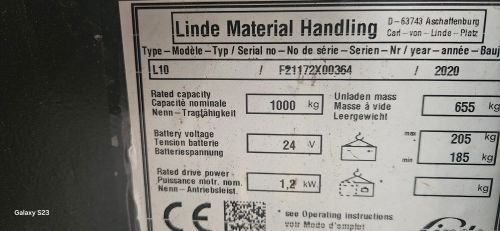 Linde Material Handling
D-63743 Aschaffenburg
Carl-von-Linde-Platz
Type-Modèle-Typ / Serial no-No de série-Serien-Nr / year-année-Bauj
L10 / F21172X00364 / 2020
Rated capacity
Capacité nominale
Nenn-Tragfähigkeit
1000 kg
Unladen mass
Masse à vide
Leergewicht
655 kg
Battery voltage
Tension batterie
Batteriespannung
24 V
max 205 kg
min 185 kg
Rated drive power
Puissance motr. nom.
Nenn-Antriebsleist.
1,2 kW
kg
CE
* see Operating instructions
voir Mode d'emploi
Linde
Galaxy S23